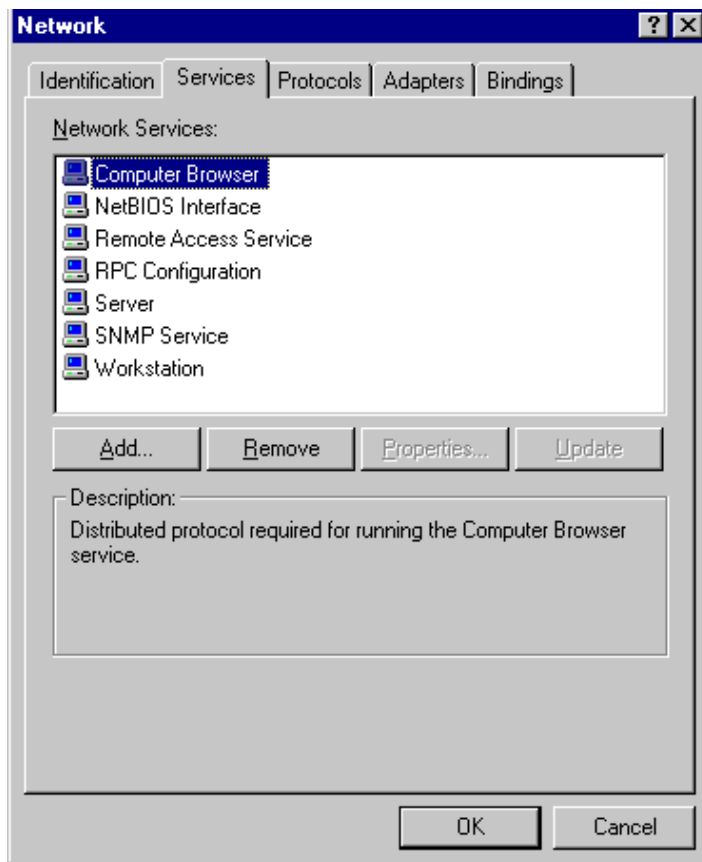 Network
Identification Services Protocols Adapters Bindings
Network Services:
Computer Browser
NetBIOS Interface
Remote Access Service
RPC Configuration
Server
SNMP Service
Workstation
Add... Remove Properties... Update
Description:
Distributed protocol required for running the Computer Browser
service.
OK Cancel